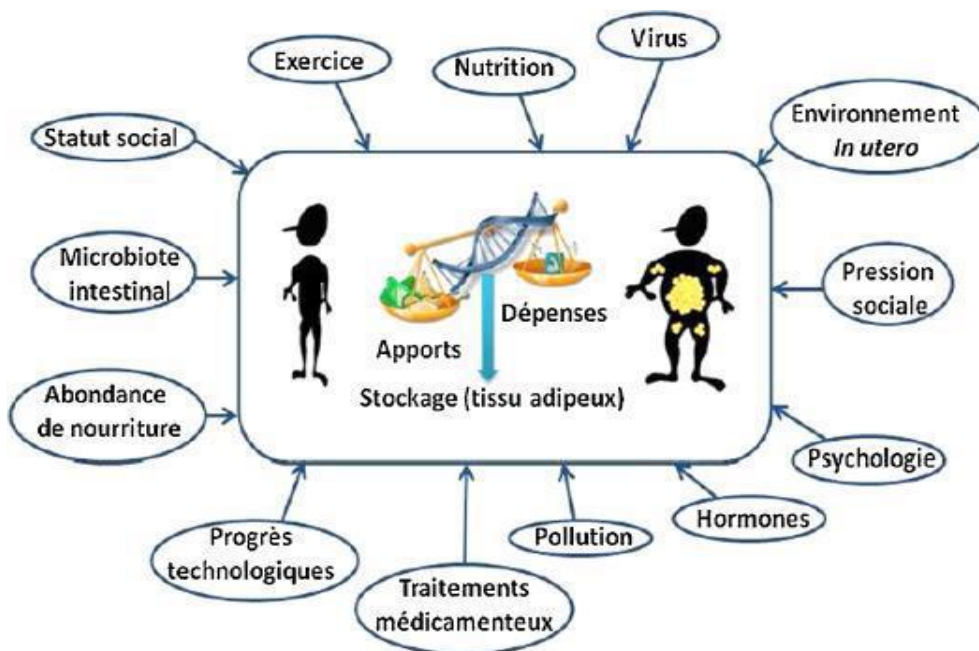 Exercice
Nutrition
Virus
Environnement
In utero
Statut social
Microbiote
intestinal
Pression
sociale
Dépenses
Apports
Stockage (tissu adipeux)
Abondance
de nourriture
Psychologie
Hormones
Pollution
Progrès
technologiques
Traitements
médicamenteux